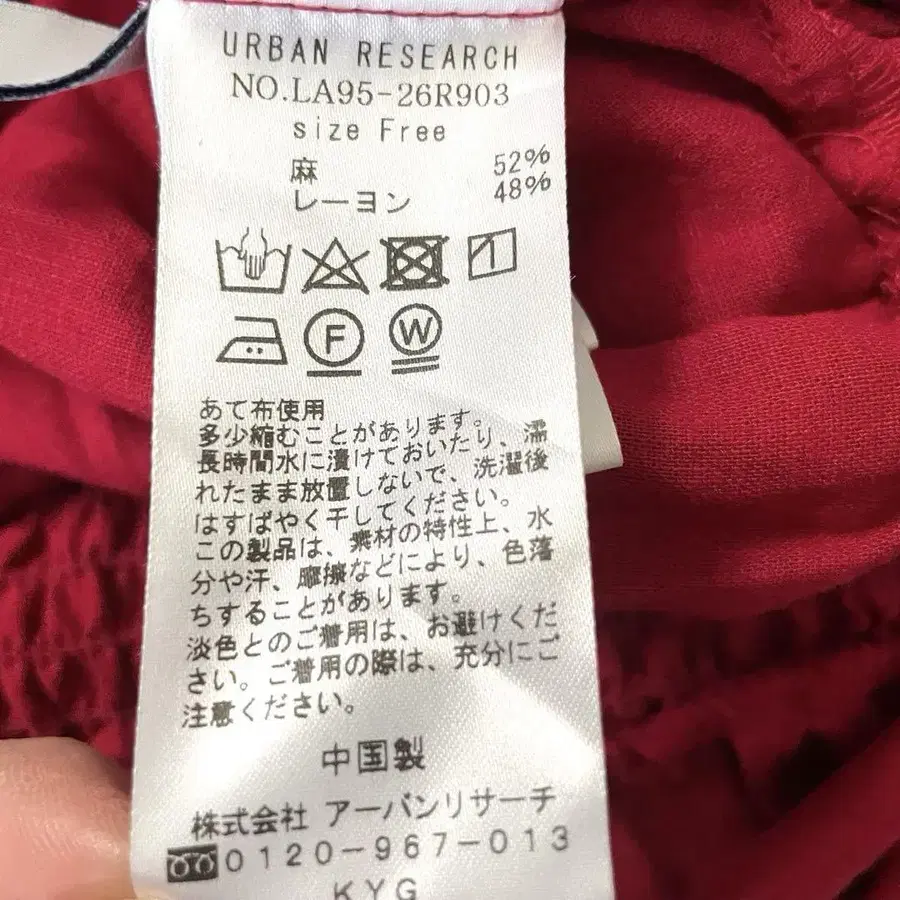 URBAN RESEARCH
NO.LA95-26R903
size Free
麻 52%
レーヨン 48%
F W
あて布使用
多少縮むことがあります。
長時間水に漬けておいたり、濡
れたまま放置しないで、洗濯後
はすばやく干してください。
この製品は、素材の特性上、水
分や汗、摩擦などにより、色落
ちすることがあります。
淡色とのご着用は、お避けくだ
さい。ご着用の際は、充分にご
注意ください。
中国製
株式会社 アーバンリサーチ
0120-967-013
KYG